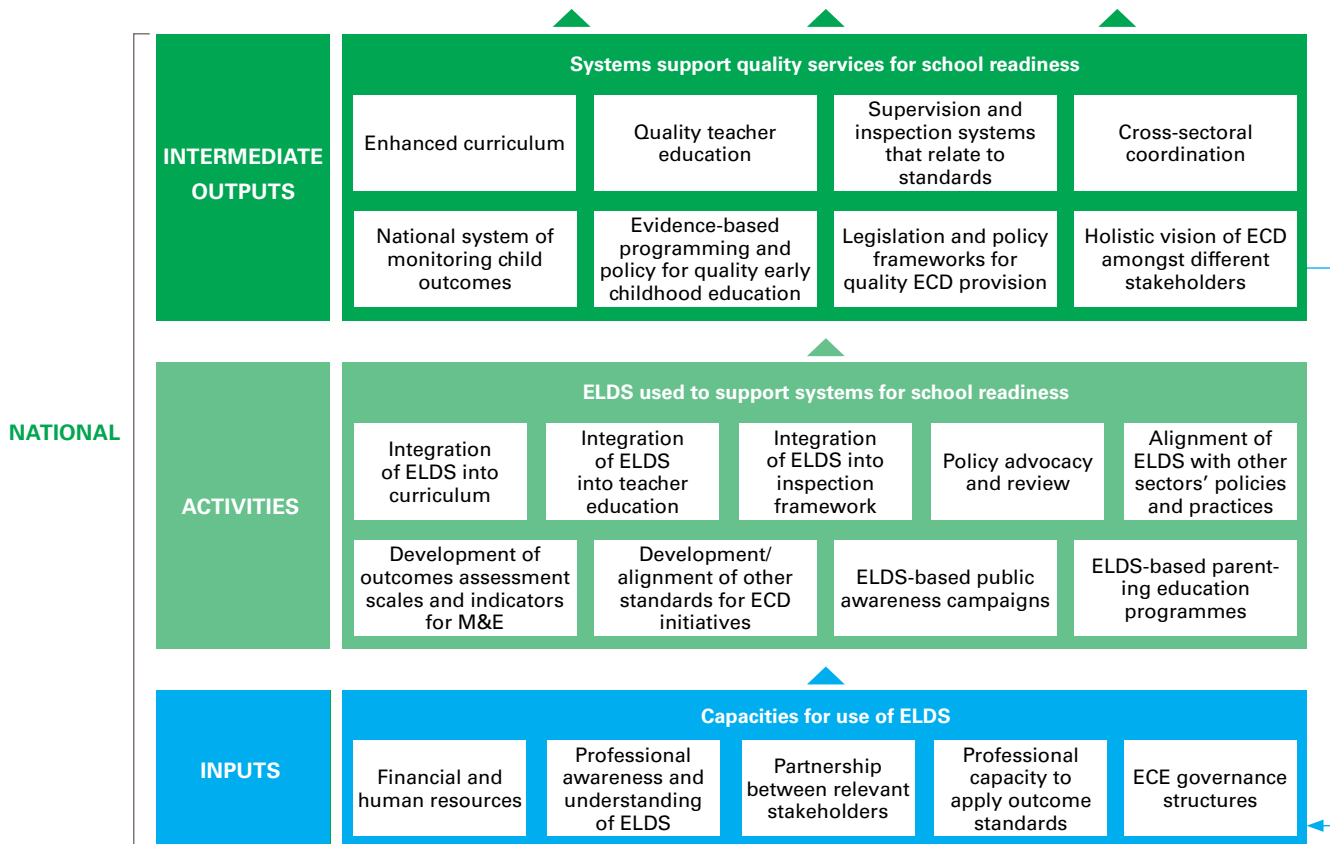 Systems support quality services for school readiness
INTERMEDIATE
OUTPUTS
Enhanced curriculum
Quality teacher
education
Supervision and
inspection systems
that relate to
standards
Cross-sectoral
coordination
National system of
monitoring child
outcomes
Evidence-based
programming and
policy for quality early
childhood education
Legislation and policy
frameworks for
quality ECD provision
Holistic vision of ECD
amongst different
stakeholders
NATIONAL
ELDS used to support systems for school readiness
ACTIVITIES
Integration
of ELDS into
curriculum
Integration
of ELDS
into teacher
education
Integration
of ELDS into
inspection
framework
Policy advocacy
and review
Alignment of
ELDS with other
sectors’ policies
and practices
Development of
outcomes assessment
scales and indicators
for M&E
Development/
alignment of other
standards for ECD
initiatives
ELDS-based public
awareness campaigns
ELDS-based parent-
ing education
programmes
Capacities for use of ELDS
INPUTS
Financial and
human resources
Professional
awareness and
understanding
of ELDS
Partnership
between relevant
stakeholders
Professional
capacity to
apply outcome
standards
ECE governance
structures